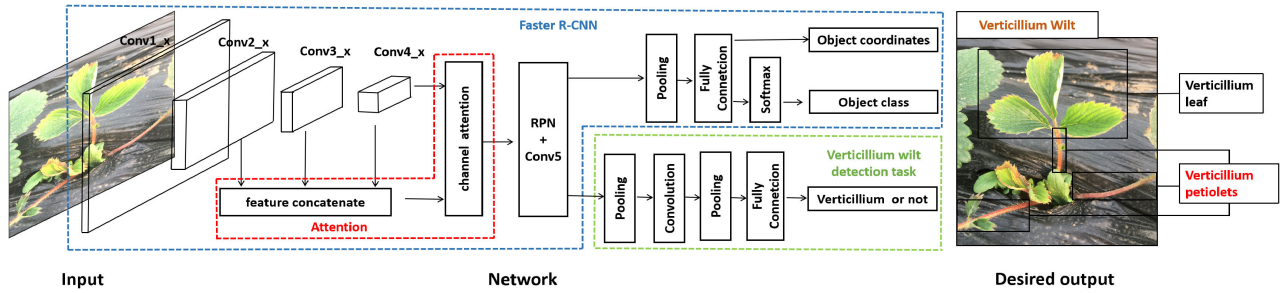 Faster R-CNN
Conv1_x
Conv2_x
Conv3_x
Conv4_x
channel attention
feature concatenate
Attention
RPN
+
Conv5
Pooling
Fully
Connetcion
Softmax
Object coordinates
Object class
Pooling
Convolution
Pooling
Fully
Connetcion
Verticillium wilt
detection task
Verticillium or not
Verticillium Wilt
Verticillium
leaf
Verticillium
petiolets
Input
Network
Desired output